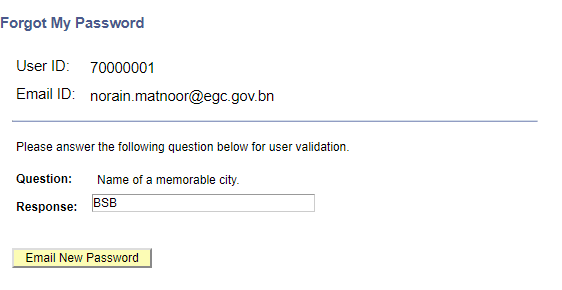 Forgot My Password
User ID: 70000001
Email ID: norain.matnoor@egc.gov.bn
Please answer the following question below for user validation.
Question: Name of a memorable city.
Response: BSB
Email New Password